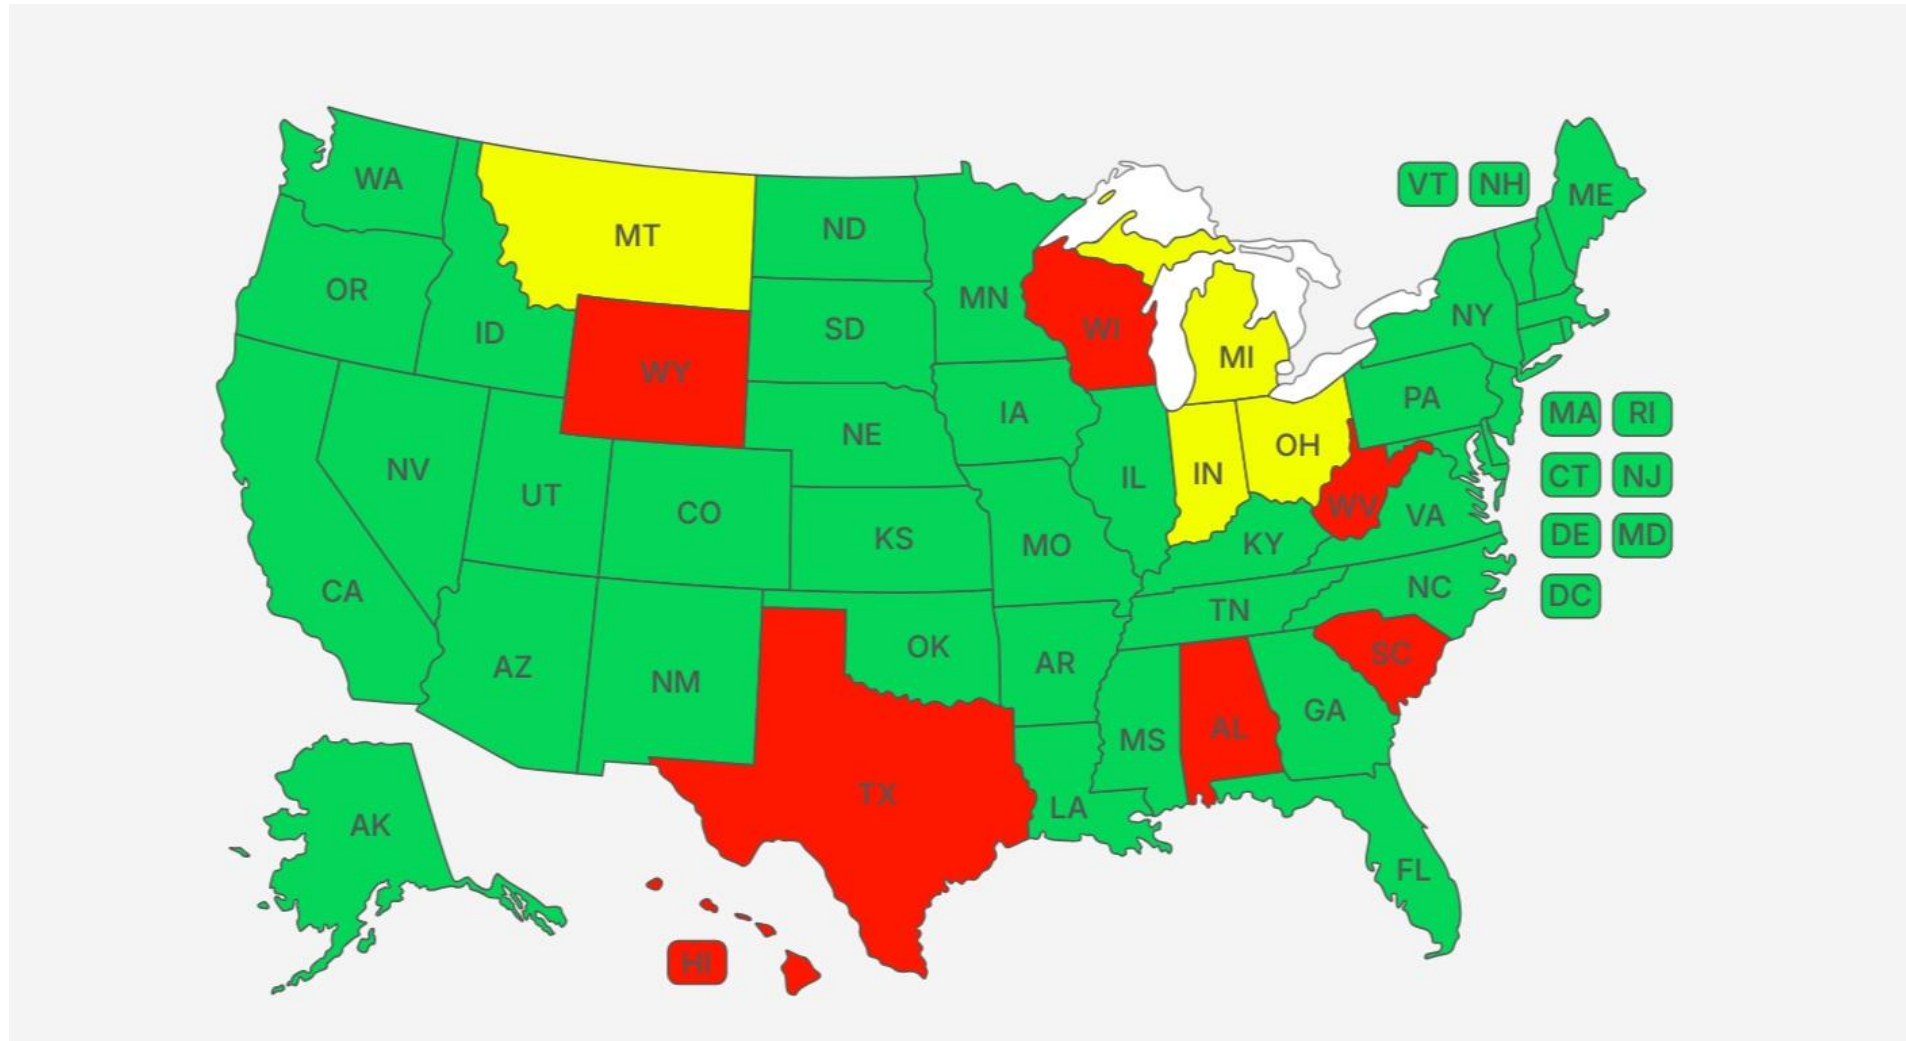 VT NH
ME
WA
MT
ND
MN
OR
ID
SD
WI
NY
WY
MI
PA
MA RI
IA
NE
OH
NV
IN
IL
CT NJ
UT
CO
WV
VA
KS
MO
KY
DE MD
CA
NC
DC
TN
OK
AR
SC
AZ
NM
GA
AL
MS
TX
LA
AK
FL
HI